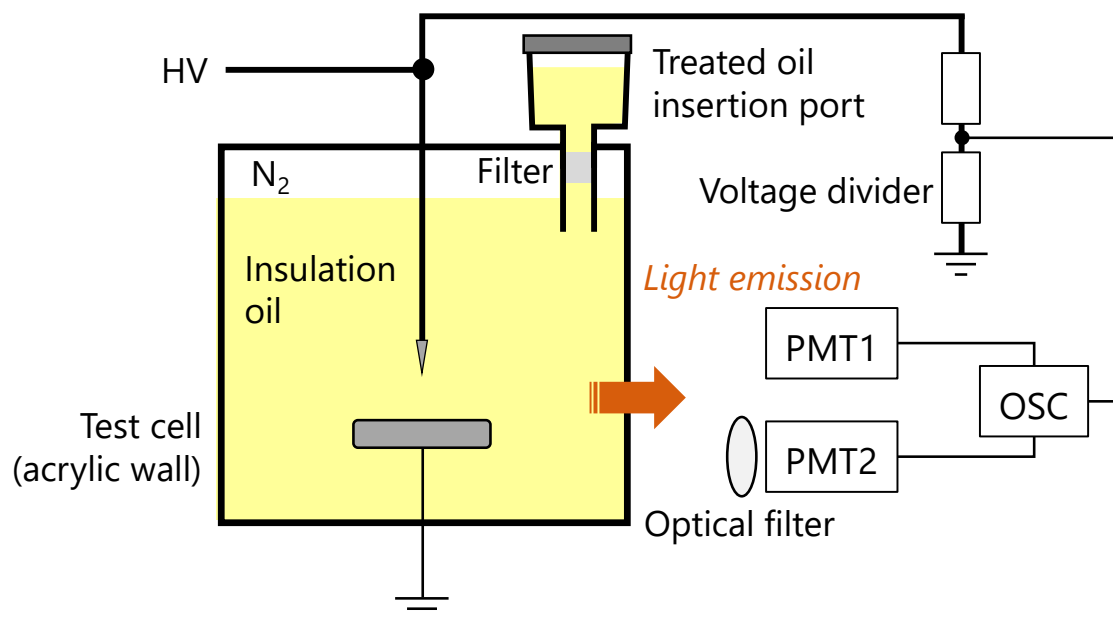 HV
Treated oil
insertion port
N₂
Filter
Voltage divider
Insulation
oil
Light emission
PMT1
OSC
Test cell
(acrylic wall)
PMT2
Optical filter